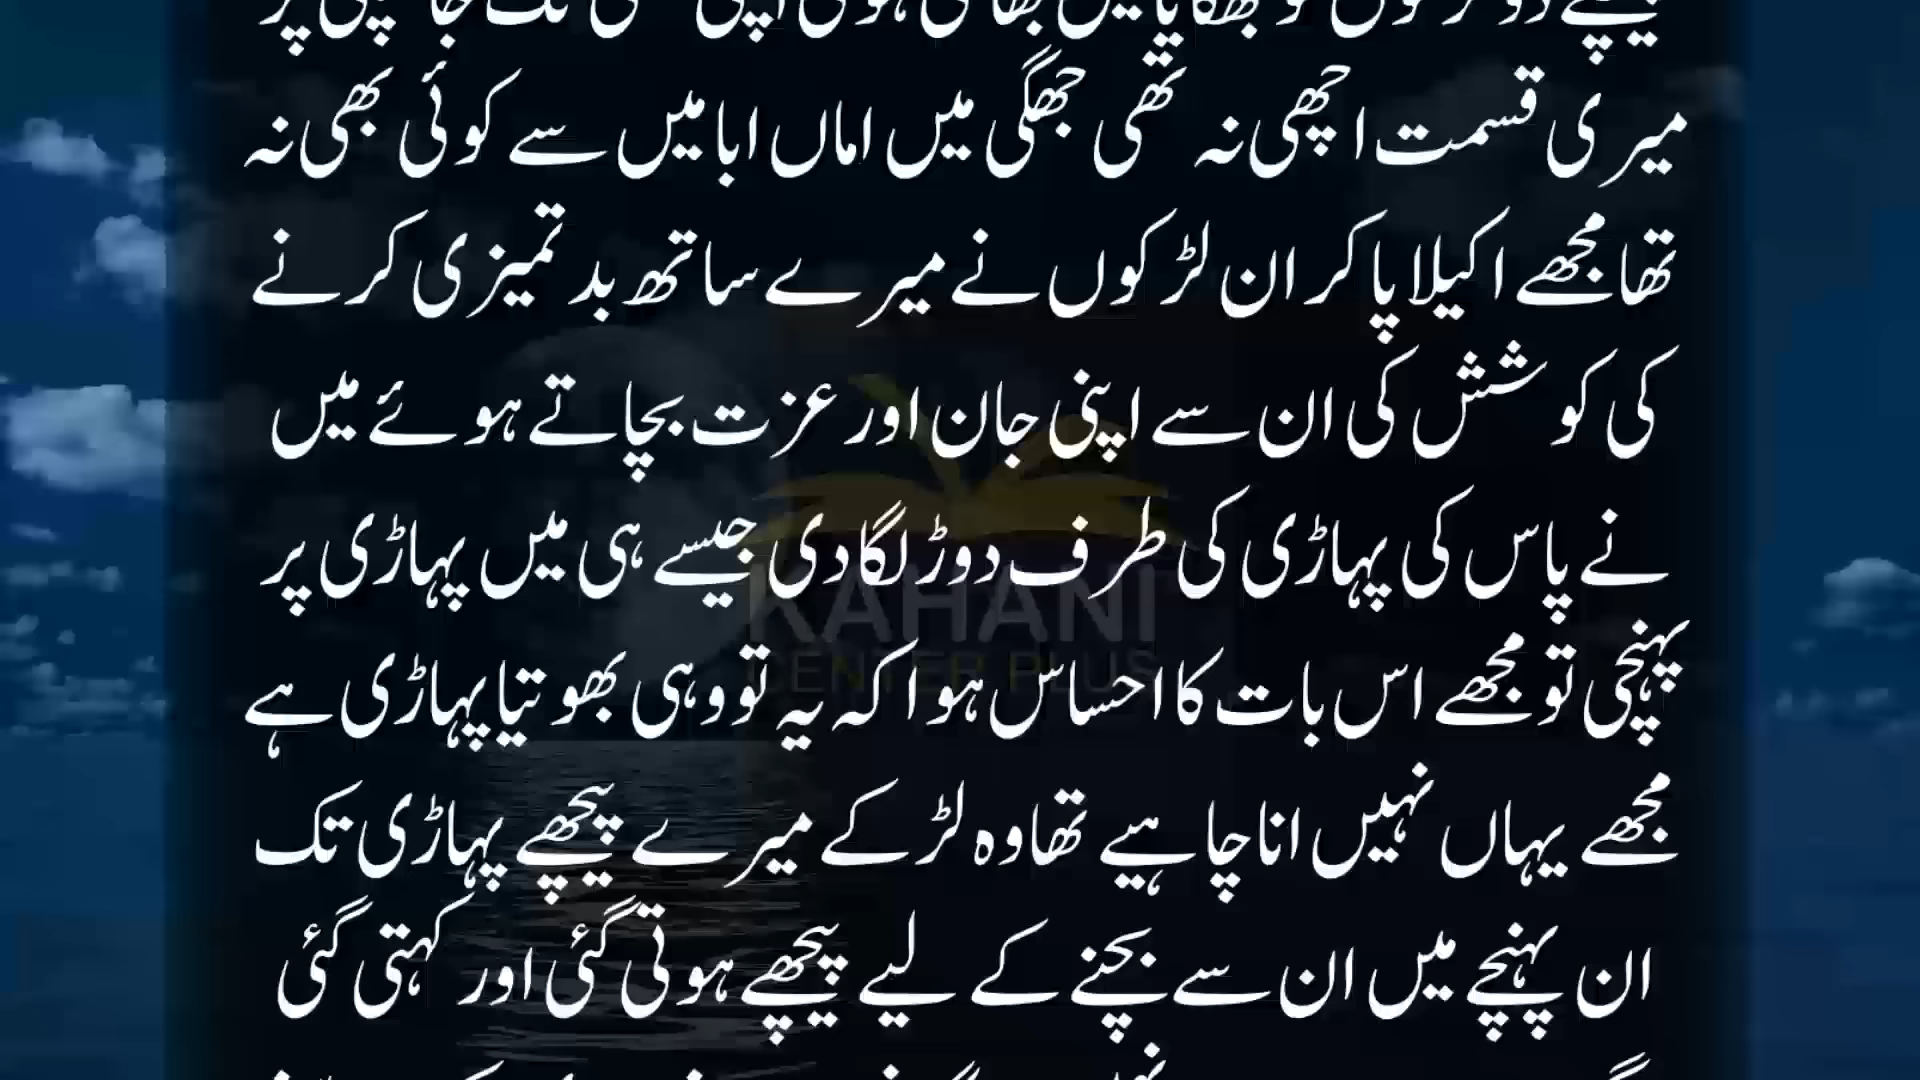 میری قسمت اچھی نہ تھی جھگی میں اماں ابا میں سے کوئی بھی نہ
تھا مجھے اکیلا پا کر ان لڑکوں نے میرے ساتھ بد تمیزی کرنے
کی کوشش کی ان سے اپنی جان اور عزت بچاتے ہوئے میں
نے پاس کی پہاڑی کی طرف دوڑ لگا دی جیسے ہی میں پہاڑی پر
KAHANI
CENTER PLUS
پہنچی تو مجھے اس بات کا احساس ہوا کہ یہ تو وہی بھوتیا پہاڑی ہے
مجھے یہاں نہیں انا چاہیے تھا وہ لڑکے میرے پیچھے پہاڑی تک
ان پہنچے میں ان سے بچنے کے لیے پیچھے ہوتی گئی اور کہتی گئی